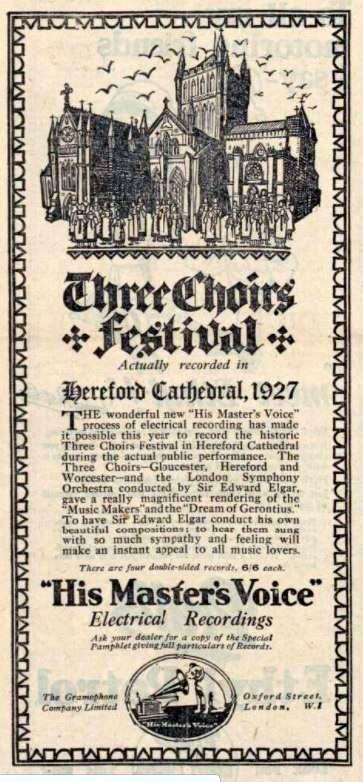 Three Choirs
Festival
Actually recorded in
Hereford Cathedral, 1927
THE wonderful new "His Master's Voice"
process of electrical recording has made
it possible this year to record the historic
Three Choirs Festival in Hereford Cathedral
during the actual public performance. The
Three Choirs—Gloucester, Hereford and
Worcester—and the London Symphony
Orchestra conducted by Sir Edward Elgar,
gave a really magnificent rendering of the
"Music Makers" and the "Dream of Gerontius."
To have Sir Edward Elgar conduct his own
beautiful compositions; to hear them sung
with so much sympathy and feeling will
make an instant appeal to all music lovers.
There are four double-sided records, 6/6 each.
"His Master's Voice"
Electrical Recordings
Ask your dealer for a copy of the Special
Pamphlet giving full particulars of Records.
The Gramophone
Company Limited
"His Master's Voice"
Oxford Street,
London, W.1